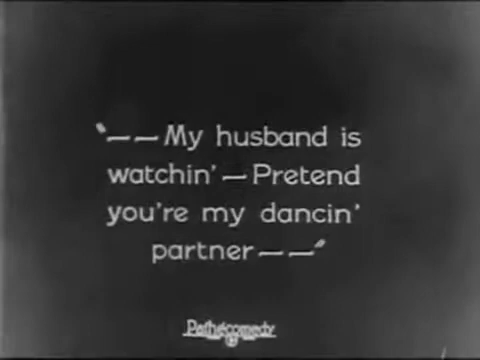 "——My husband is
watchin'—Pretend
you're my dancin'
partner——"
Pathécomedy